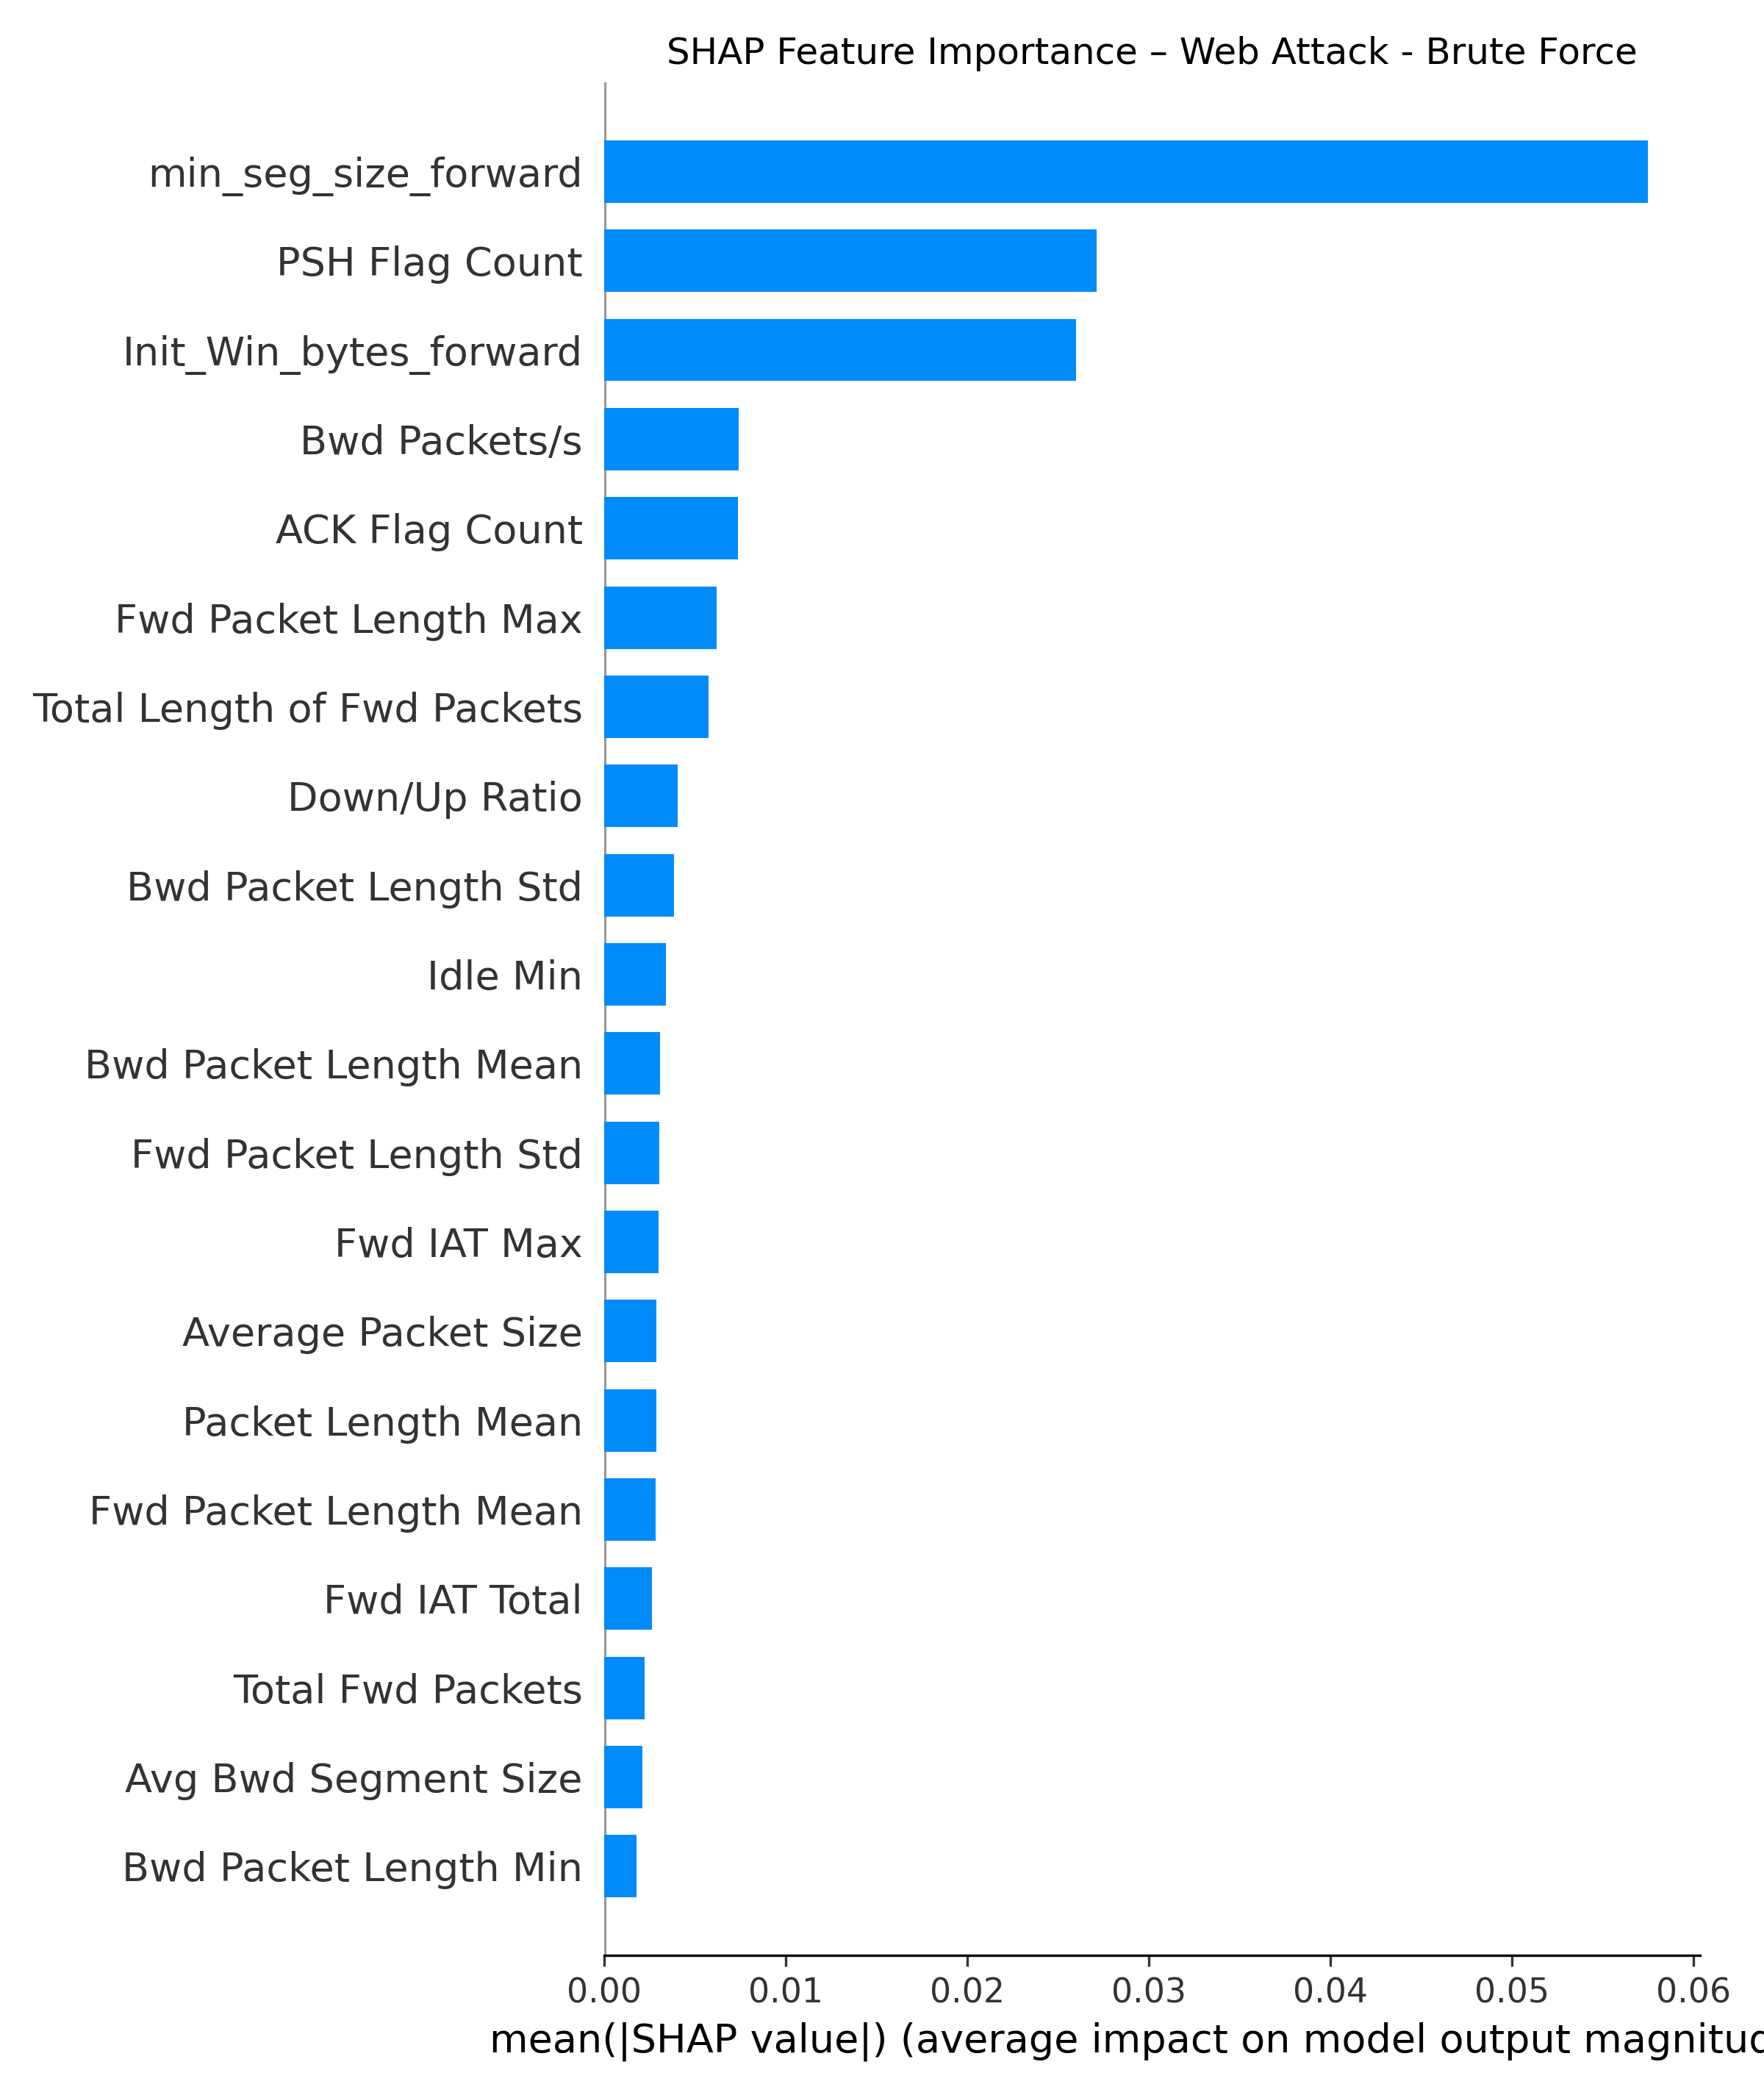 SHAP Feature Importance – Web Attack - Brute Force
min_seg_size_forward
PSH Flag Count
Init_Win_bytes_forward
Bwd Packets/s
ACK Flag Count
Fwd Packet Length Max
Total Length of Fwd Packets
Down/Up Ratio
Bwd Packet Length Std
Idle Min
Bwd Packet Length Mean
Fwd Packet Length Std
Fwd IAT Max
Average Packet Size
Packet Length Mean
Fwd Packet Length Mean
Fwd IAT Total
Total Fwd Packets
Avg Bwd Segment Size
Bwd Packet Length Min
0.00 0.01 0.02 0.03 0.04 0.05 0.06
mean(|SHAP value|) (average impact on model output magnitud